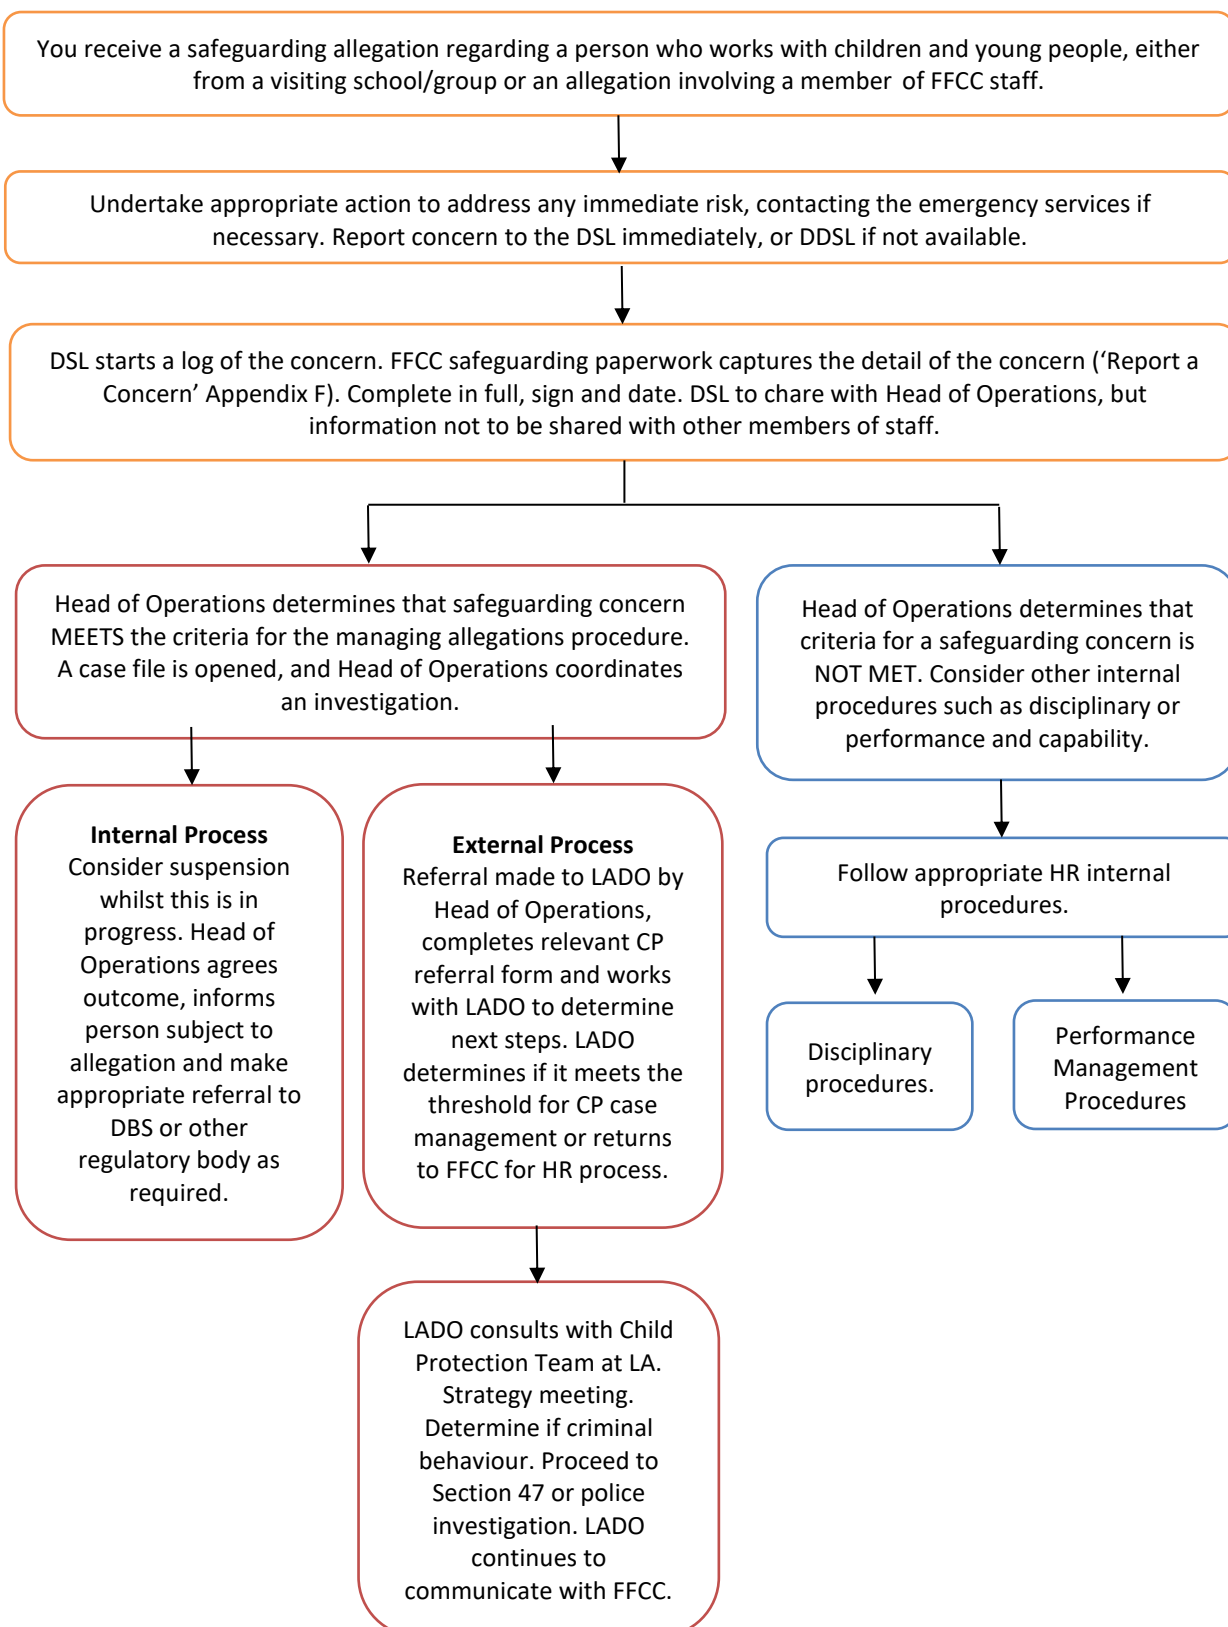 You receive a safeguarding allegation regarding a person who works with children and young people, either
from a visiting school/group or an allegation involving a member of FFCC staff.
Undertake appropriate action to address any immediate risk, contacting the emergency services if
necessary. Report concern to the DSL immediately, or DDSL if not available.
DSL starts a log of the concern. FFCC safeguarding paperwork captures the detail of the concern (‘Report a
Concern’ Appendix F). Complete in full, sign and date. DSL to chare with Head of Operations, but
information not to be shared with other members of staff.
Head of Operations determines that safeguarding concern
MEETS the criteria for the managing allegations procedure.
A case file is opened, and Head of Operations coordinates
an investigation.
Head of Operations determines that
criteria for a safeguarding concern is
NOT MET. Consider other internal
procedures such as disciplinary or
performance and capability.
Internal Process
Consider suspension
whilst this is in
progress. Head of
Operations agrees
outcome, informs
person subject to
allegation and make
appropriate referral to
DBS or other
regulatory body as
required.
External Process
Referral made to LADO by
Head of Operations,
completes relevant CP
referral form and works
with LADO to determine
next steps. LADO
determines if it meets the
threshold for CP case
management or returns
to FFCC for HR process.
Follow appropriate HR internal
procedures.
Disciplinary
procedures.
Performance
Management
Procedures
LADO consults with Child
Protection Team at LA.
Strategy meeting.
Determine if criminal
behaviour. Proceed to
Section 47 or police
investigation. LADO
continues to
communicate with FFCC.